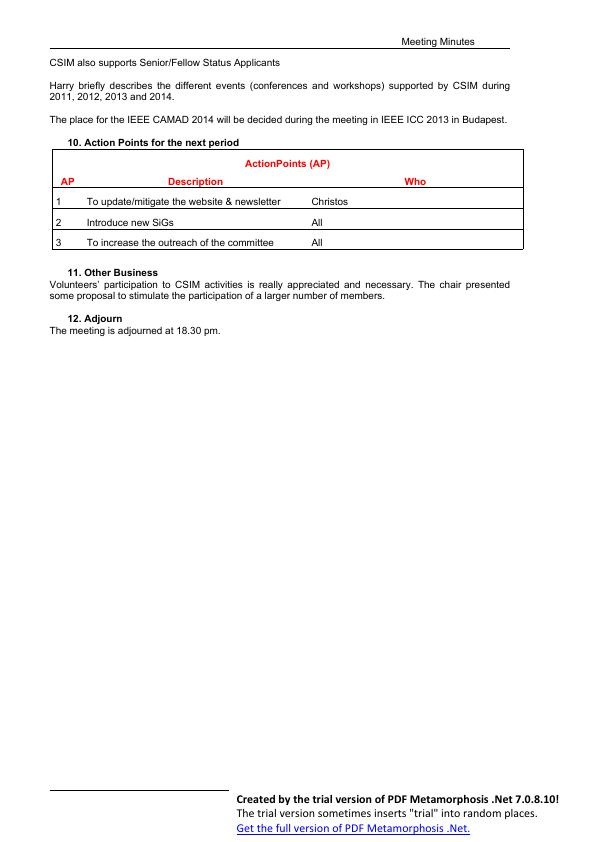 Meeting Minutes
CSIM also supports Senior/Fellow Status Applicants
Harry briefly describes the different events (conferences and workshops) supported by CSIM during
2011, 2012, 2013 and 2014.
The place for the IEEE CAMAD 2014 will be decided during the meeting in IEEE ICC 2013 in Budapest.
10. Action Points for the next period
ActionPoints (AP)
AP Description Who
1 To update/mitigate the website & newsletter Christos
2 Introduce new SiGs All
3 To increase the outreach of the committee All
11. Other Business
Volunteers' participation to CSIM activities is really appreciated and necessary. The chair presented
some proposal to stimulate the participation of a larger number of members.
12. Adjourn
The meeting is adjourned at 18.30 pm.
Created by the trial version of PDF Metamorphosis .Net 7.0.8.10!
The trial version sometimes inserts "trial" into random places.
Get the full version of PDF Metamorphosis .Net.